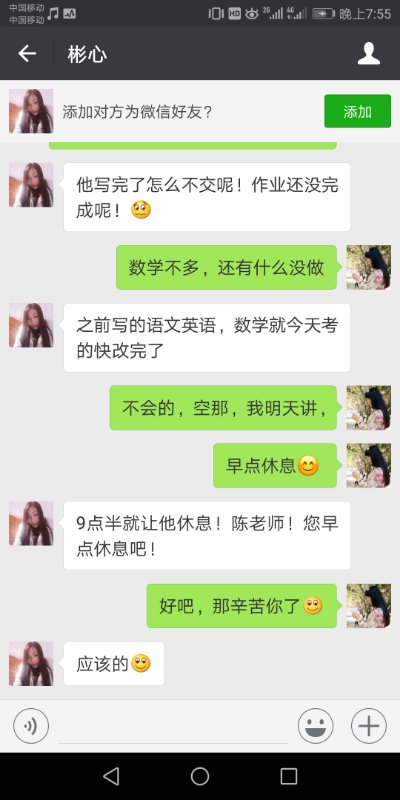 中国移动
中国移动
HD
2G
4G
晚上7:55
彬心
添加对方为微信好友？
添加
他写完了怎么不交呢！作业还没完
成呢！
数学不多，还有什么没做
之前写的语文英语，数学就今天考
的快改完了
不会的，空那，我明天讲，
早点休息
9点半就让他休息！陈老师！您早
点休息吧！
好吧，那辛苦你了
应该的